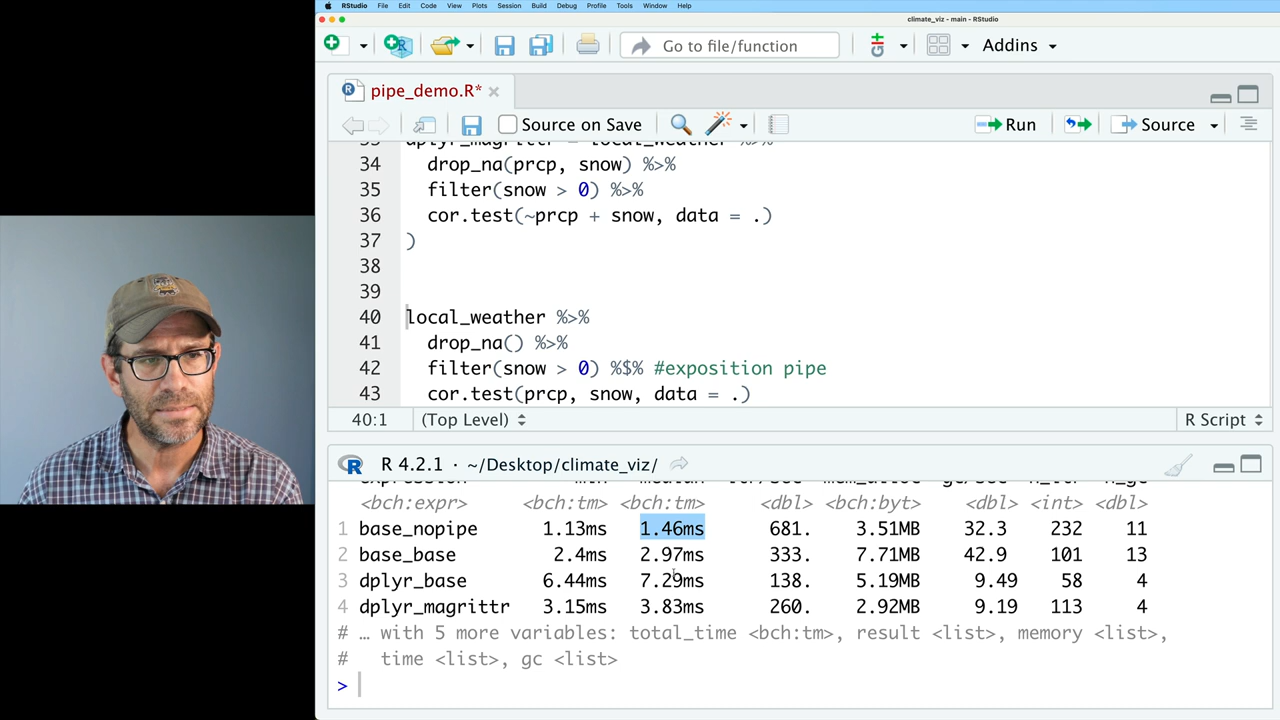 RStudio File Edit Code View Plots Session Build Debug Profile Tools Window Help
climate_viz - main - RStudio
Go to file/function Addins
pipe_demo.R*
Source on Save Run Source
34 drop_na(prcp, snow) %>%
35 filter(snow > 0) %>%
36 cor.test(~prcp + snow, data = .)
37 )
38
39
40 local_weather %>%
41 drop_na() %>%
42 filter(snow > 0) %$% #exposition pipe
43 cor.test(prcp, snow, data = .)
40:1 (Top Level) R Script
R 4.2.1 · ~/Desktop/climate_viz/
<bch:expr> <bch:tm> <bch:tm> <dbl> <bch:byt> <dbl> <int> <dbl>
1 base_nopipe 1.13ms 1.46ms 681. 3.51MB 32.3 232 11
2 base_base 2.4ms 2.97ms 333. 7.71MB 42.9 101 13
3 dplyr_base 6.44ms 7.29ms 138. 5.19MB 9.49 58 4
4 dplyr_magrittr 3.15ms 3.83ms 260. 2.92MB 9.19 113 4
# … with 5 more variables: total_time <bch:tm>, result <list>, memory <list>,
# time <list>, gc <list>
>